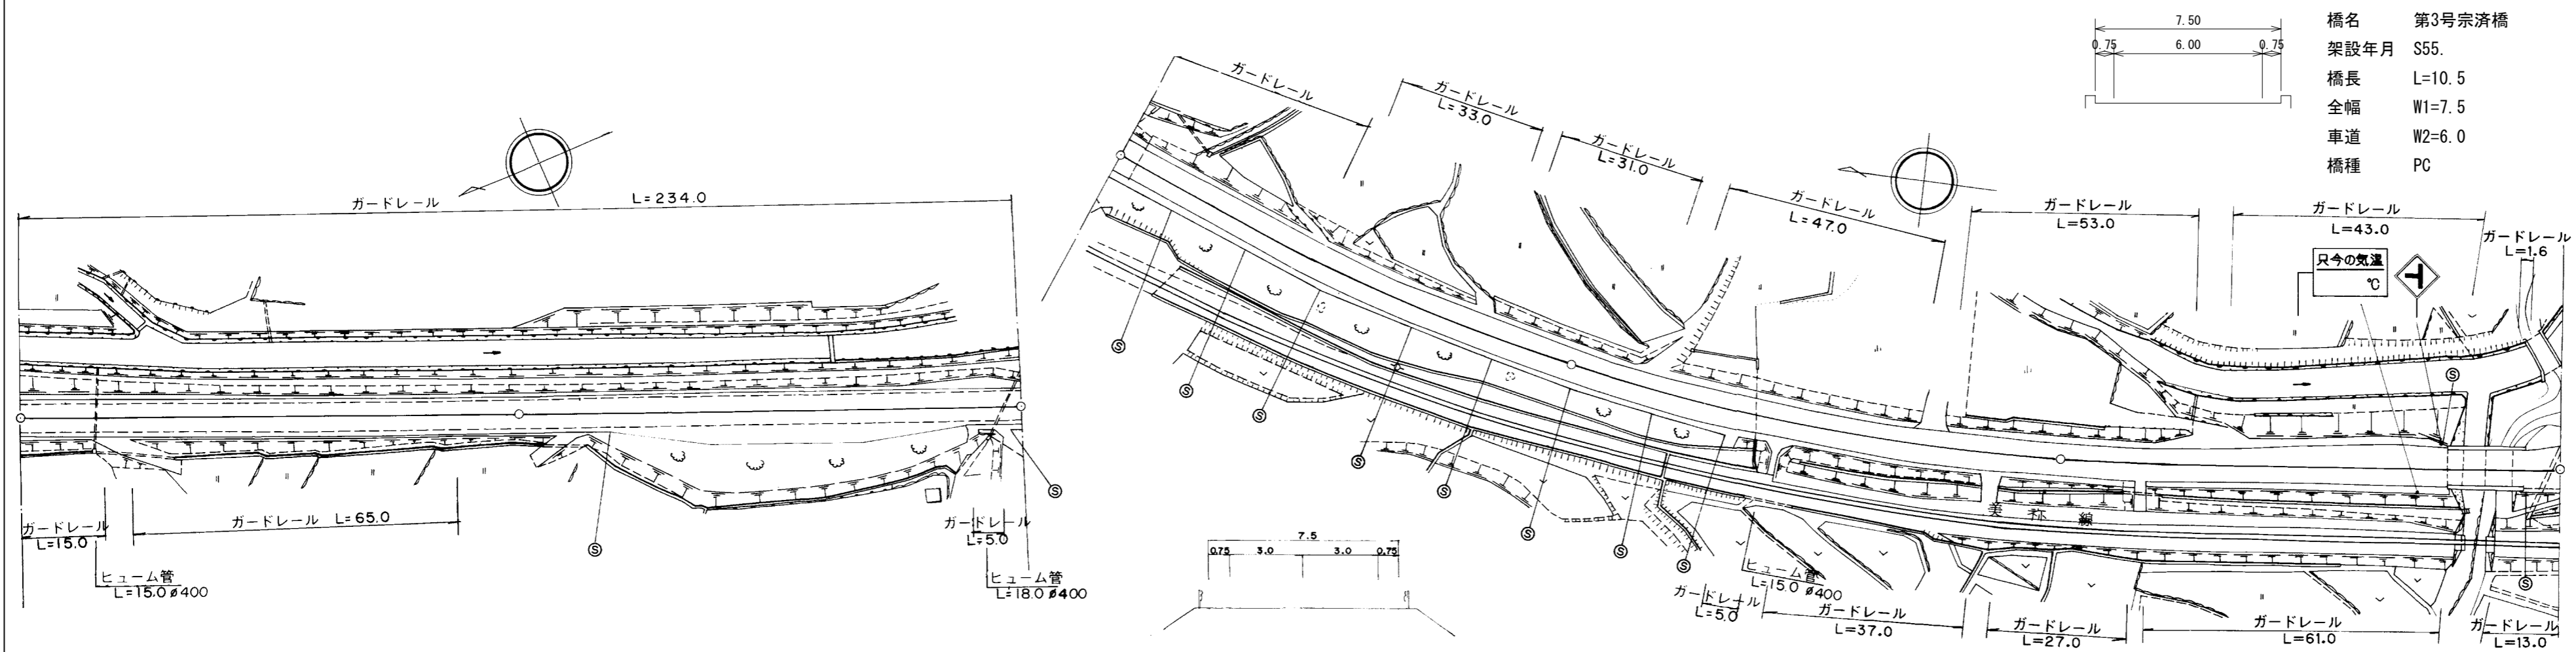 7.50
0.75 6.00 0.75
橋名 第3号宗済橋
架設年月 S55.
橋長 L=10.5
全幅 W1=7.5
車道 W2=6.0
橋種 PC
ガードレール L=234.0
ガードレール
ガードレール
L=33.0
ガードレール
L=31.0
ガードレール
L=47.0
ガードレール
L=53.0
ガードレール
L=43.0
ガードレール
L=1.6
只今の気温
℃
S
S
S
S
S
S
S
S
S
S
S
S
美祢線
ガードレール
L=15.0
ガードレール L=65.0
ガードレール
L=5.0
ヒューム管
L=15.0 ø400
ヒューム管
L=18.0 ø400
7.5
0.75 3.0 3.0 0.75
ヒューム管
L=15.0 ø400
ガードレール
L=5.0
ガードレール
L=37.0
ガードレール
L=27.0
ガードレール
L=61.0
ガードレール
L=13.0